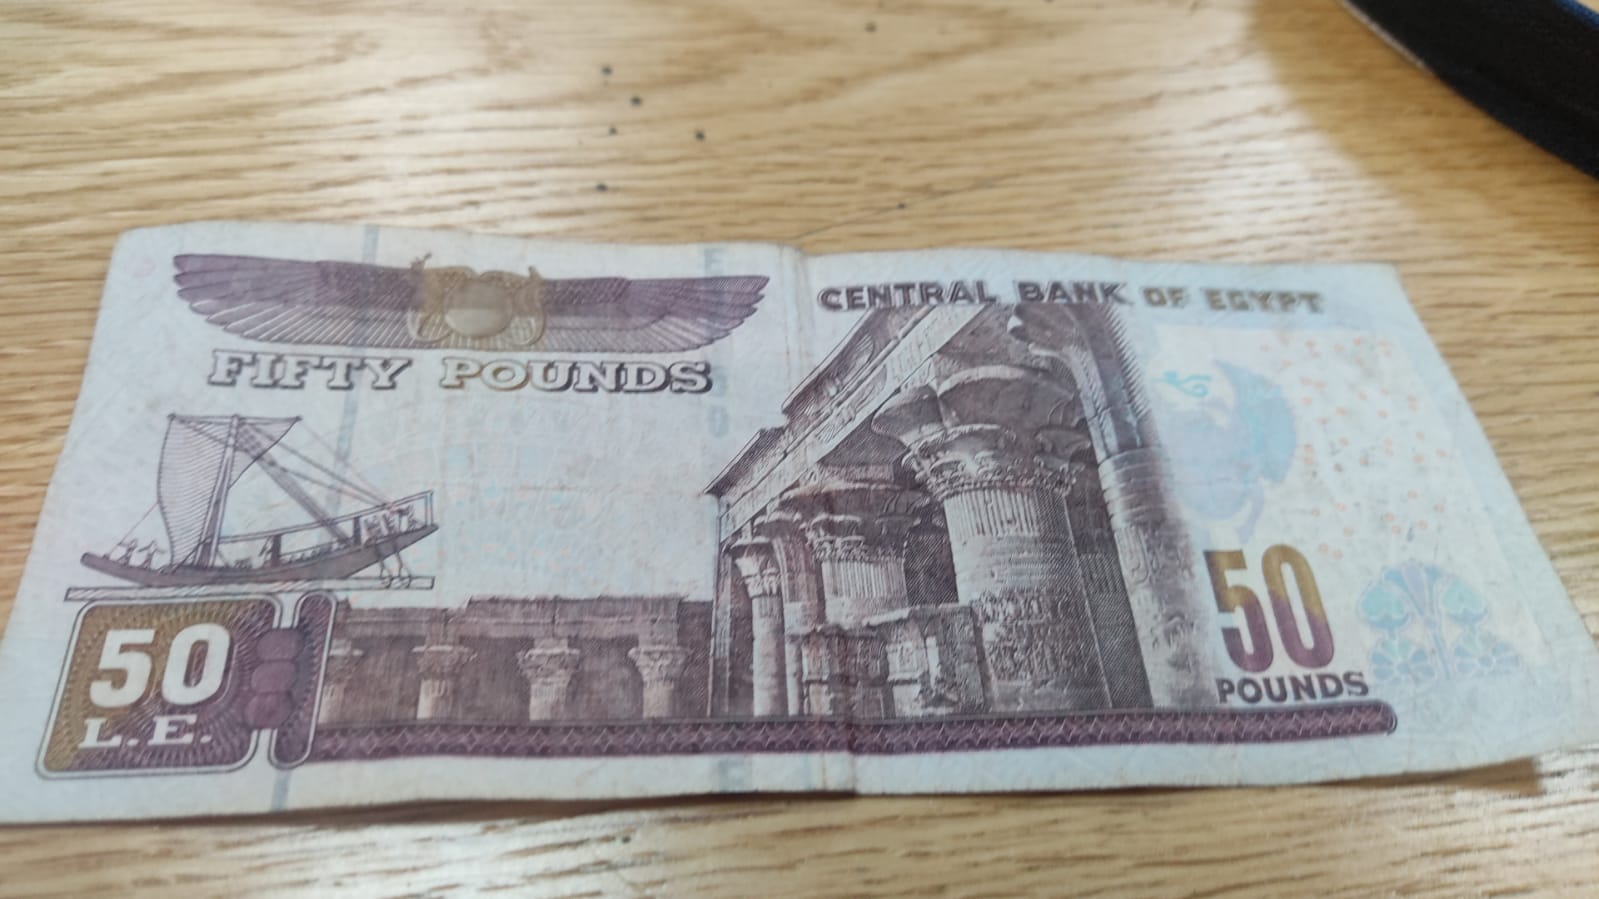 CENTRAL BANK OF EGYPT
FIFTY POUNDS
50
L.E.
50
POUNDS